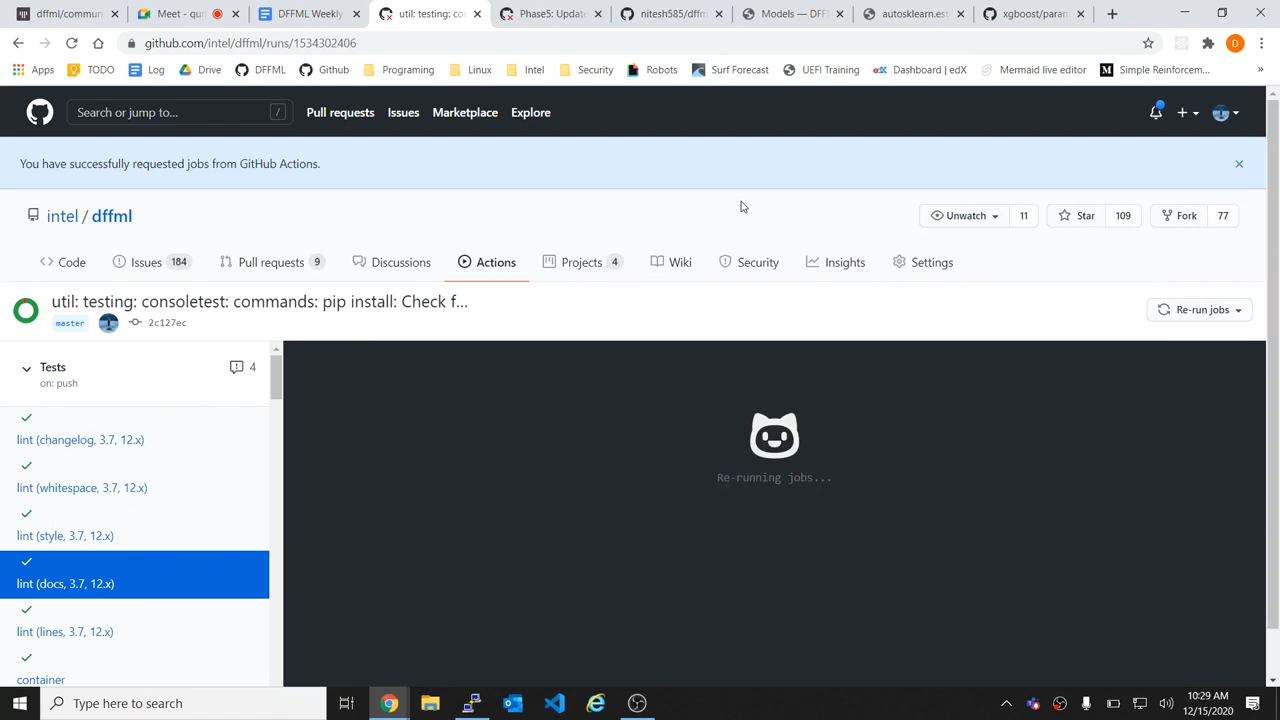 dffml/commun
Meet - qur
DFFML Weekly
util: testing: co
Phase5: Update
nitesh585/dffm
Models — DFF
autosklearn.est
xgboost/param
github.com/intel/dffml/runs/1534302406
D
Apps TODO Log Drive DFFML Github Programing Linux Intel Security Robots Surf Forecast UEFI Training edX Dashboard | edX Mermaid live editor M Simple Reinforcem... »
Search or jump to... /
Pull requests Issues Marketplace Explore
You have successfully requested jobs from GitHub Actions.
intel / dffml
Unwatch 11 Star 109 Fork 77
Code Issues 184 Pull requests 9 Discussions Actions Projects 4 Wiki Security Insights Settings
util: testing: consoletest: commands: pip install: Check f...
master 2c127ec
Re-run jobs
Tests 4
on: push
lint (changelog, 3.7, 12.x)
lint (whitespace, 3.7, 12.x)
lint (style, 3.7, 12.x)
lint (docs, 3.7, 12.x)
lint (lines, 3.7, 12.x)
container
Re-running jobs...
Type here to search
10:29 AM
12/15/2020